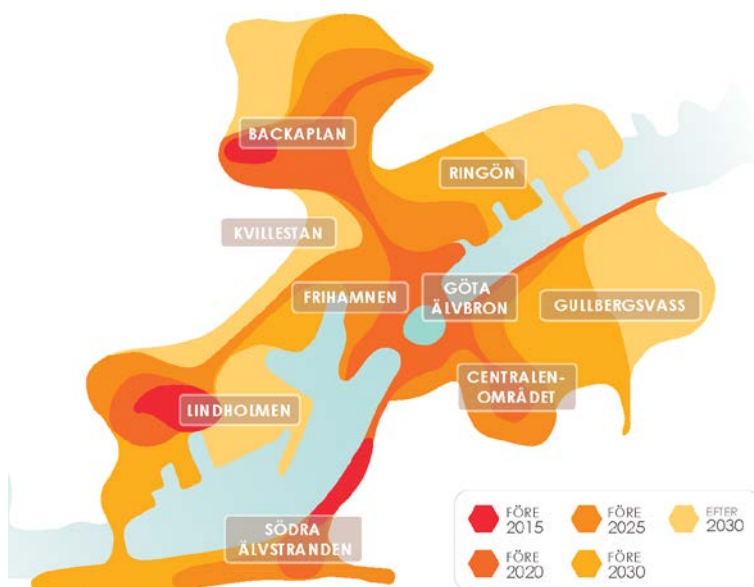 BACKAPLAN
RINGÖN
KVILLESTAN
FRIHAMNEN
GÖTA
ÄLVBRON
GULLBERGSVASS
CENTRALEN-
OMRÅDET
LINDHOLMEN
SÖDRA
ÄLVSTRANDEN
FÖRE
2015
FÖRE
2025
EFTER
2030
FÖRE
2020
FÖRE
2030